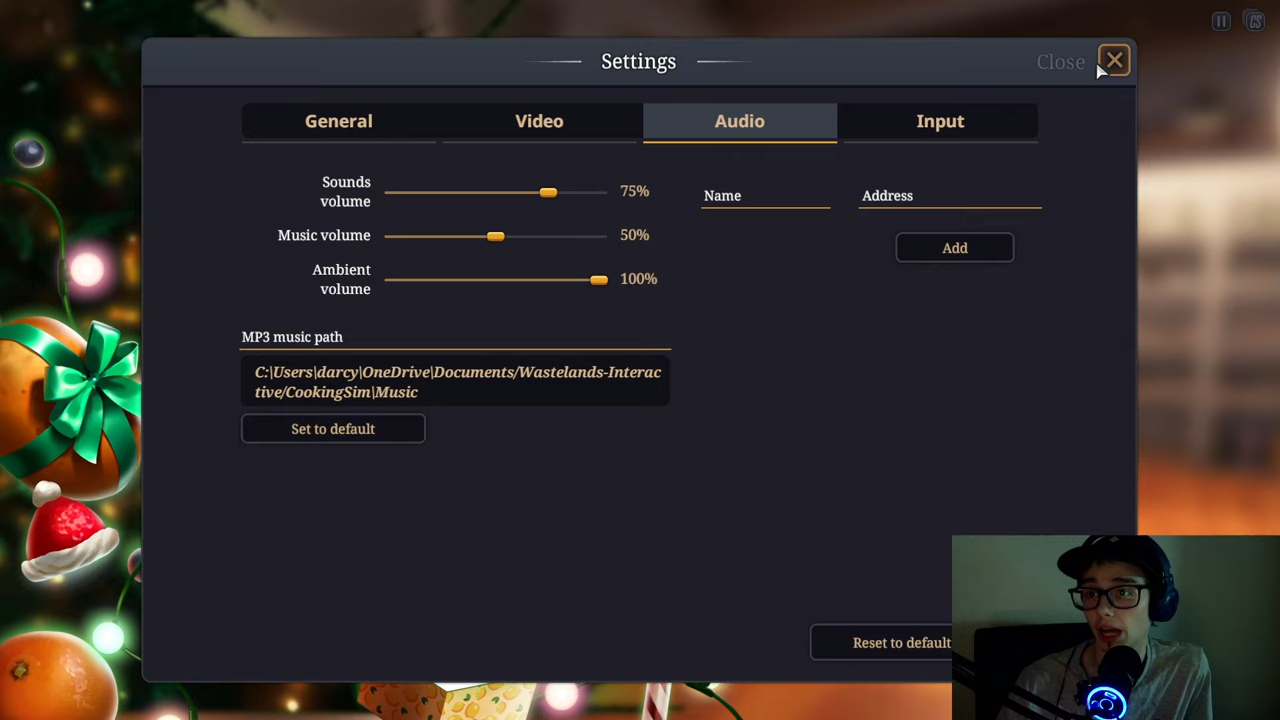 CS
Settings
Close
General
Video
Audio
Input
Sounds
volume
75%
Music volume
50%
Ambient
volume
100%
Name
Address
Add
MP3 music path
C:\Users\darcy\OneDrive\Documents/Wastelands-Interac
tive/CookingSim\Music
Set to default
Reset to default